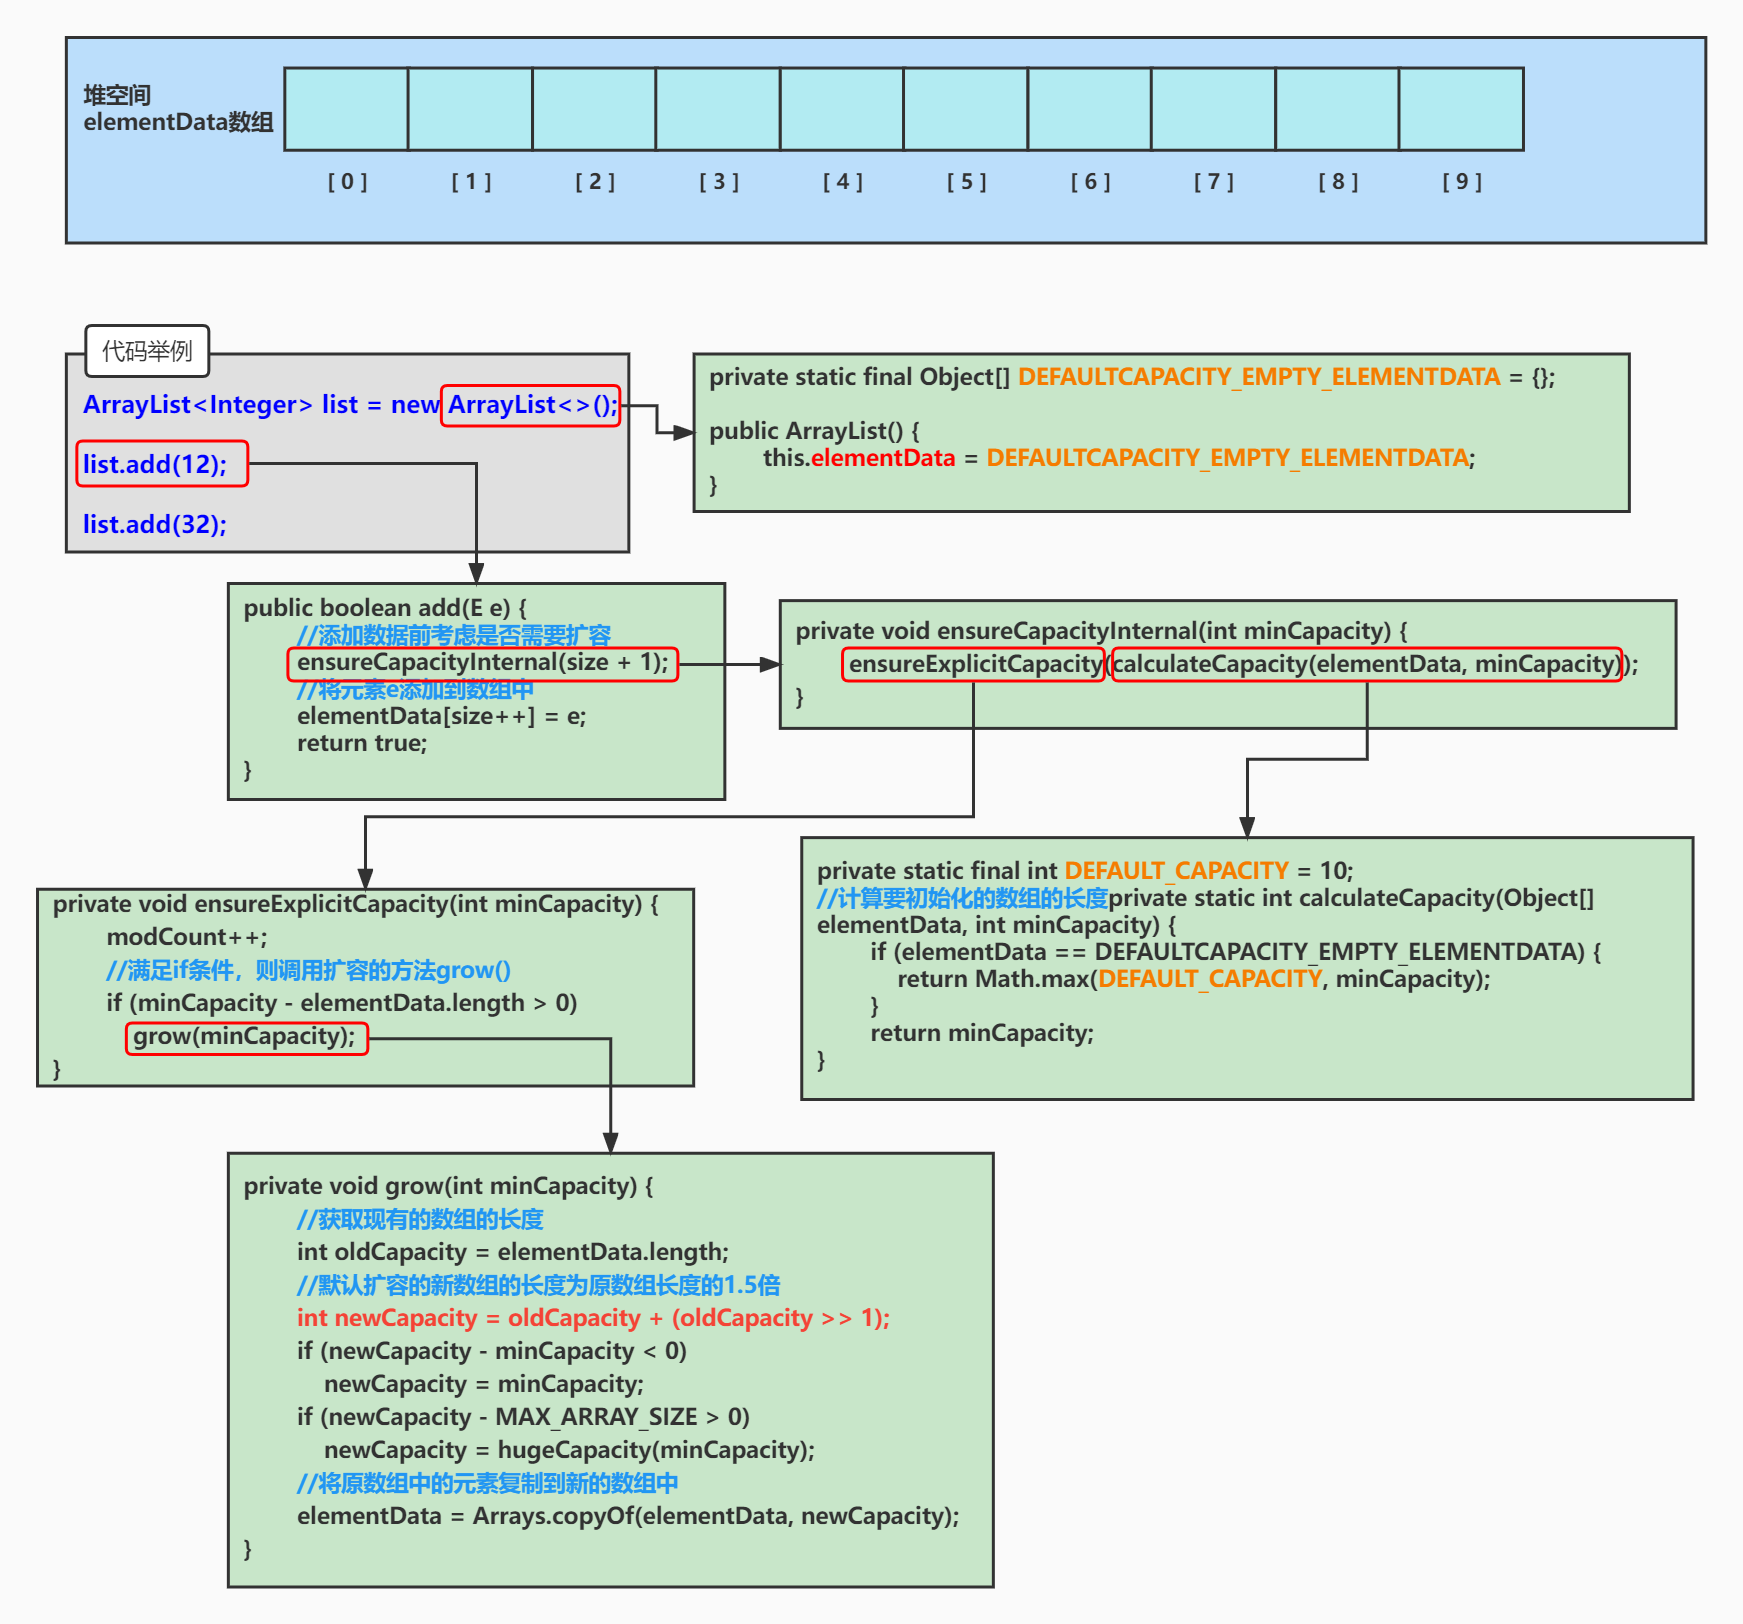 堆空间
elementData数组
[ 0 ] [ 1 ] [ 2 ] [ 3 ] [ 4 ] [ 5 ] [ 6 ] [ 7 ] [ 8 ] [ 9 ]
代码举例
ArrayList<Integer> list = new ArrayList<>();
list.add(12);
list.add(32);
private static final Object[] DEFAULTCAPACITY_EMPTY_ELEMENTDATA = {};
public ArrayList() {
this.elementData = DEFAULTCAPACITY_EMPTY_ELEMENTDATA;
}
public boolean add(E e) {
//添加数据前考虑是否需要扩容
ensureCapacityInternal(size + 1);
//将元素e添加到数组中
elementData[size++] = e;
return true;
}
private void ensureCapacityInternal(int minCapacity) {
ensureExplicitCapacity(calculateCapacity(elementData, minCapacity));
}
private void ensureExplicitCapacity(int minCapacity) {
modCount++;
//满足if条件，则调用扩容的方法grow()
if (minCapacity - elementData.length > 0)
grow(minCapacity);
}
private static final int DEFAULT_CAPACITY = 10;
//计算要初始化的数组的长度private static int calculateCapacity(Object[]
elementData, int minCapacity) {
if (elementData == DEFAULTCAPACITY_EMPTY_ELEMENTDATA) {
return Math.max(DEFAULT_CAPACITY, minCapacity);
}
return minCapacity;
}
private void grow(int minCapacity) {
//获取现有的数组的长度
int oldCapacity = elementData.length;
//默认扩容的新数组的长度为原数组长度的1.5倍
int newCapacity = oldCapacity + (oldCapacity >> 1);
if (newCapacity - minCapacity < 0)
newCapacity = minCapacity;
if (newCapacity - MAX_ARRAY_SIZE > 0)
newCapacity = hugeCapacity(minCapacity);
//将原数组中的元素复制到新的数组中
elementData = Arrays.copyOf(elementData, newCapacity);
}